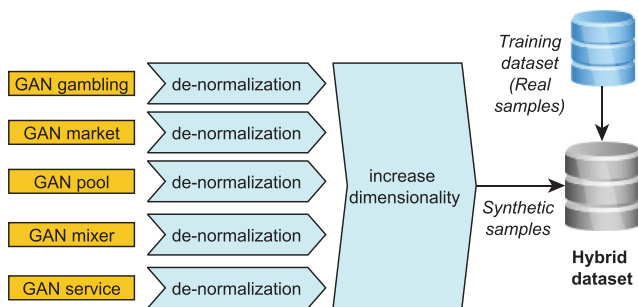 Training
dataset
(Real
samples)
GAN gambling
de-normalization
GAN market
de-normalization
GAN pool
de-normalization
GAN mixer
de-normalization
GAN service
de-normalization
increase
dimensionality
Synthetic
samples
Hybrid
dataset